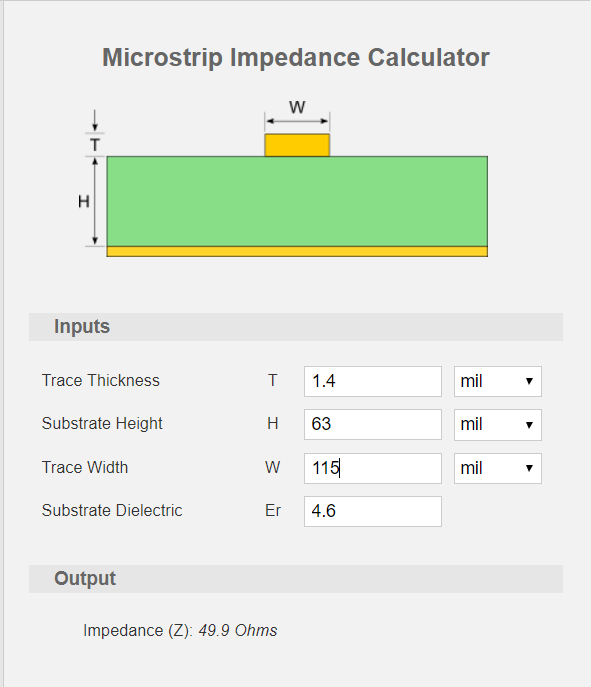 Microstrip Impedance Calculator
W
T
H
Inputs
Trace Thickness T 1.4 mil
Substrate Height H 63 mil
Trace Width W 115 mil
Substrate Dielectric Er 4.6
Output
Impedance (Z): 49.9 Ohms